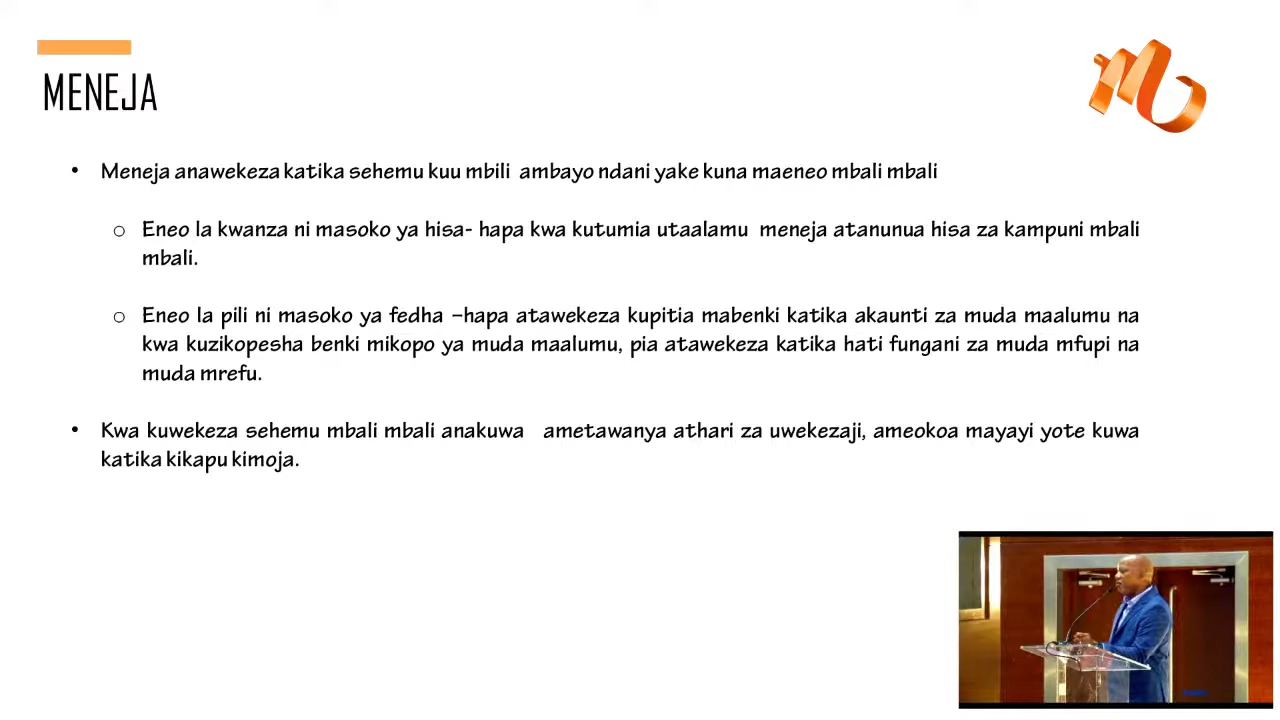 MENEJA
• Meneja anawekeza katika sehemu kuu mbili ambayo ndani yake kuna maeneo mbali mbali
o Eneo la kwanza ni masoko ya hisa- hapa kwa kutumia utaalamu meneja atanunua hisa za kampuni mbali
mbali.
o Eneo la pili ni masoko ya fedha –hapa atawekeza kupitia mabenki katika akaunti za muda maalumu na
kwa kuzikopesha benki mikopo ya muda maalumu, pia atawekeza katika hati fungani za muda mfupi na
muda mrefu.
• Kwa kuwekeza sehemu mbali mbali anakuwa ametawanya athari za uwekezaji, ameokoa mayayi yote kuwa
katika kikapu kimoja.